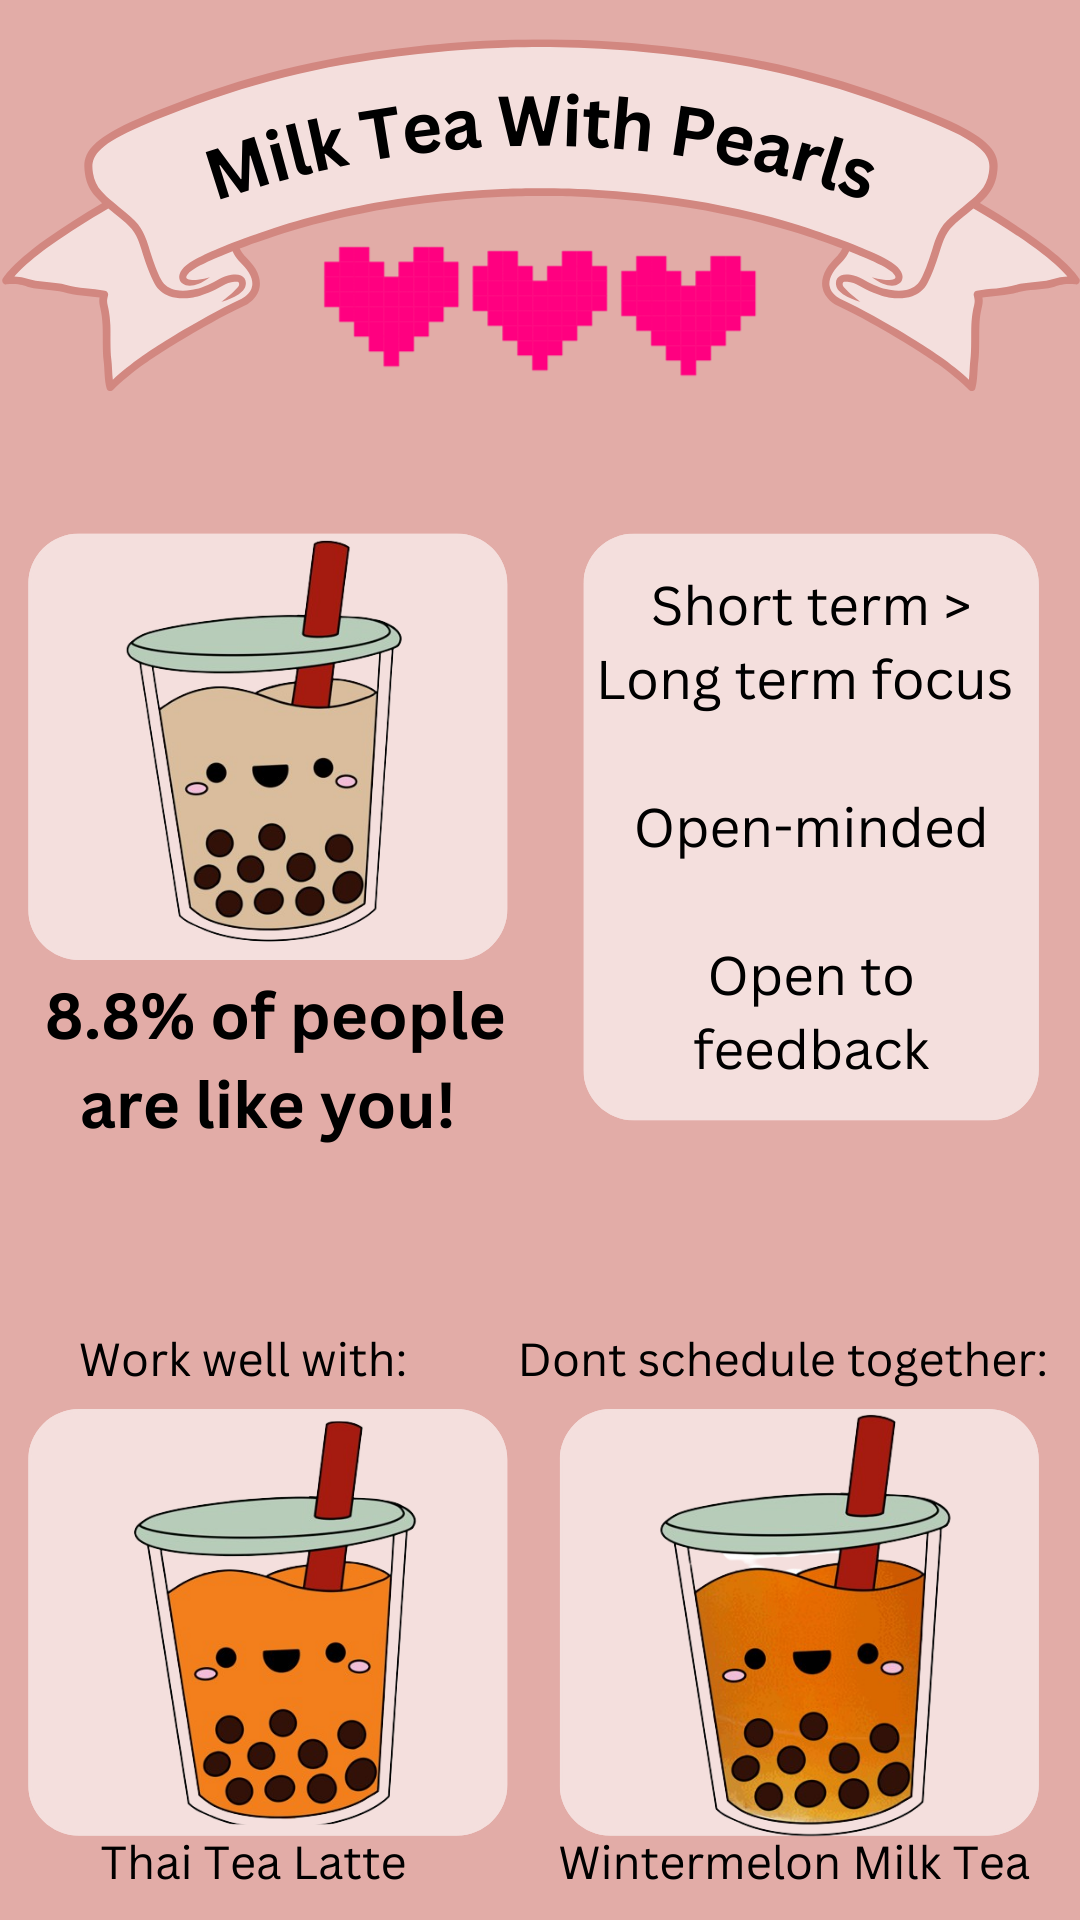 Milk Tea With Pearls
Short term >
Long term focus
Open-minded
Open to
feedback
8.8% of people
are like you!
Work well with:
Dont schedule together:
Thai Tea Latte
Wintermelon Milk Tea